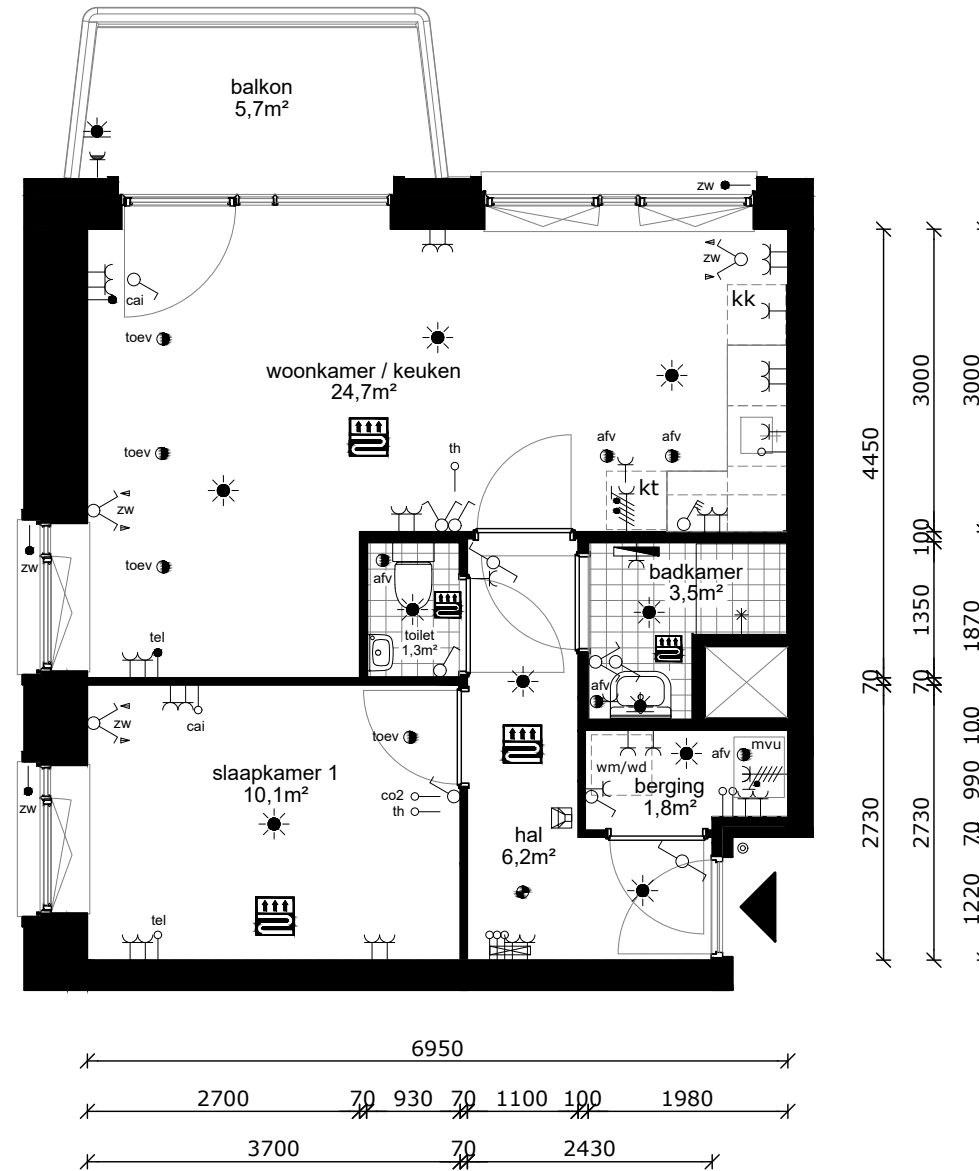 balkon
5,7m²
zw
zw
kk
cai
toev
woonkamer / keuken
24,7m²
3000
3000
afv
afv
4450
th
toev
kt
zw
100
zw
toev
afv
badkamer
3,5m²
1350
1870
toilet
1,3m²
tel
afv
70
70
cai
zw
toev
afv
mvu
100
slaapkamer 1
10,1m²
co2
th
wm/wd
berging
1,8m²
990
zw
hal
6,2m²
2730
2730
70
1220
tel
6950
2700
70
930
70
1100
100
1980
3700
70
2430